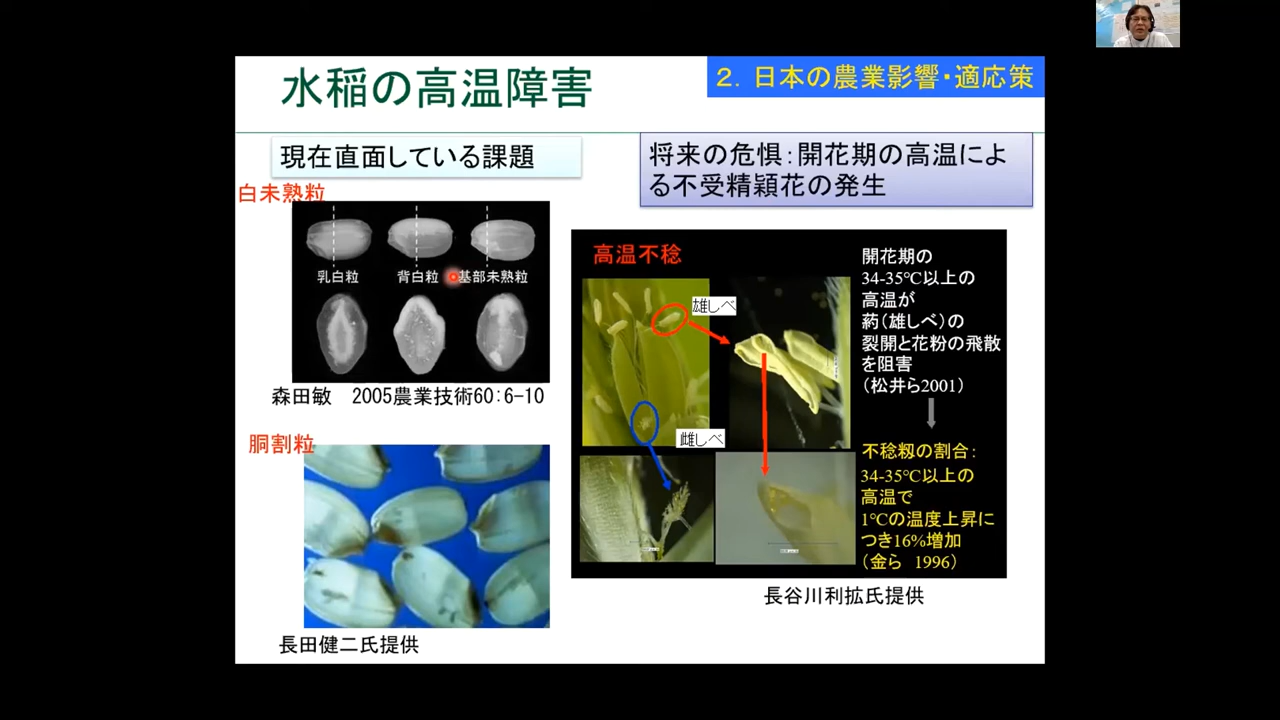 水稲の高温障害
2．日本の農業影響・適応策
現在直面している課題
白未熟粒
乳白粒
背白粒
基部未熟粒
森田敏 2005農業技術60：6-10
胴割粒
長田健二氏提供
将来の危惧：開花期の高温によ
る不受精穎花の発生
高温不稔
雄しべ
雌しべ
開花期の
34-35℃以上の
高温が
葯（雄しべ）の
裂開と花粉の飛散
を阻害
（松井ら2001）
不稔籾の割合：
34-35℃以上の
高温で
1℃の温度上昇に
つき16%増加
（金ら 1996）
長谷川利拡氏提供